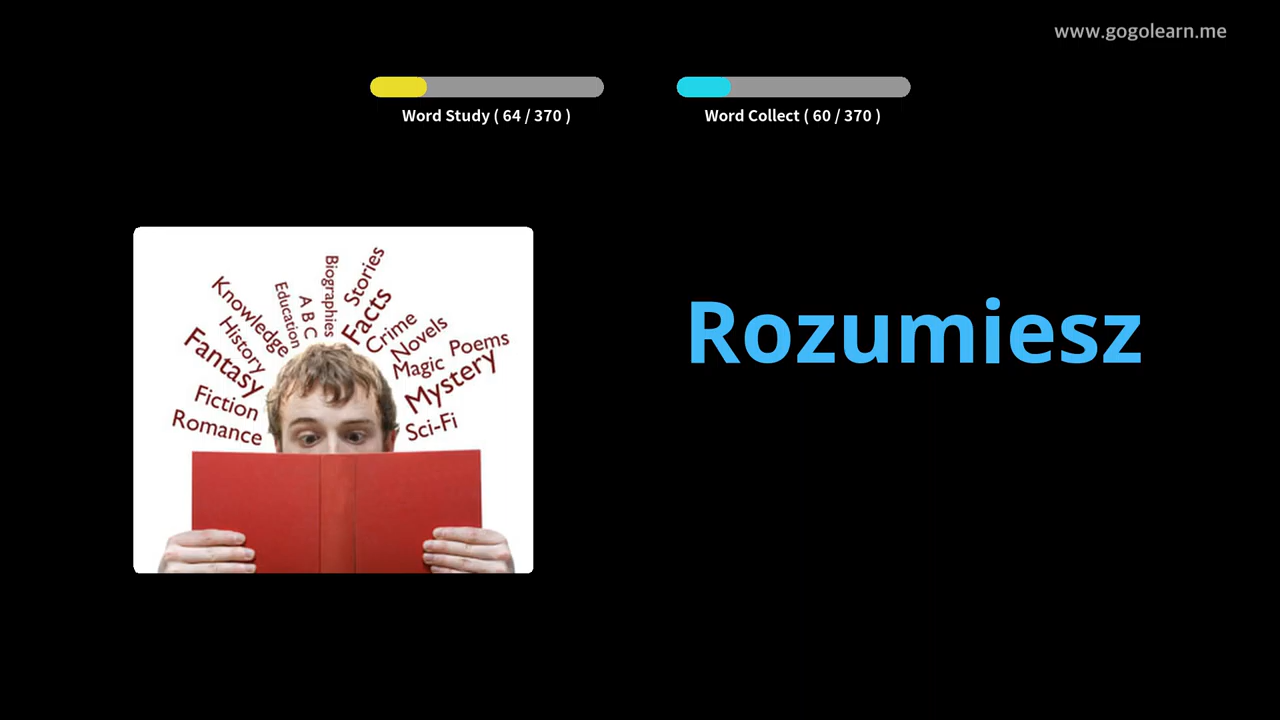 www.gogolearn.me
Word Study ( 64 / 370 )
Word Collect ( 60 / 370 )
Rozumiesz
Romance
Fiction
Fantasy
History
Knowledge
Education
A B C
Biographies
Stories
Facts
Crime
Novels
Magic
Poems
Mystery
Sci-Fi